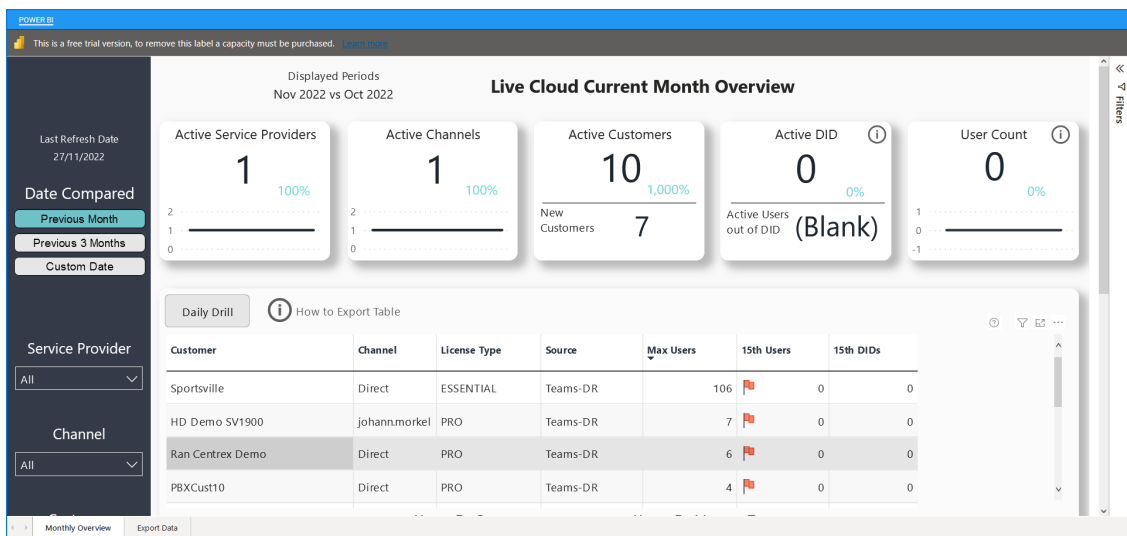 POWER BI
This is a free trial version, to remove this label a capacity must be purchased. Learn more
Displayed Periods
Nov 2022 vs Oct 2022
Live Cloud Current Month Overview
Filters
Last Refresh Date
27/11/2022
Date Compared
Previous Month
Previous 3 Months
Custom Date
Service Provider
All
Channel
All
Active Service Providers
1
100%
2
1
0
Active Channels
1
100%
2
1
0
Active Customers
10
1,000%
New
Customers
7
Active DID
0
0%
Active Users
out of DID
(Blank)
User Count
0
0%
1
0
-1
Daily Drill
How to Export Table
Customer Channel License Type Source Max Users 15th Users 15th DIDs
Sportsville Direct ESSENTIAL Teams-DR 106 0 0
HD Demo SV1900 johann.morkel PRO Teams-DR 7 0 0
Ran Centrex Demo Direct PRO Teams-DR 6 0 0
PBXCust10 Direct PRO Teams-DR 4 0 0
Monthly Overview
Export Data